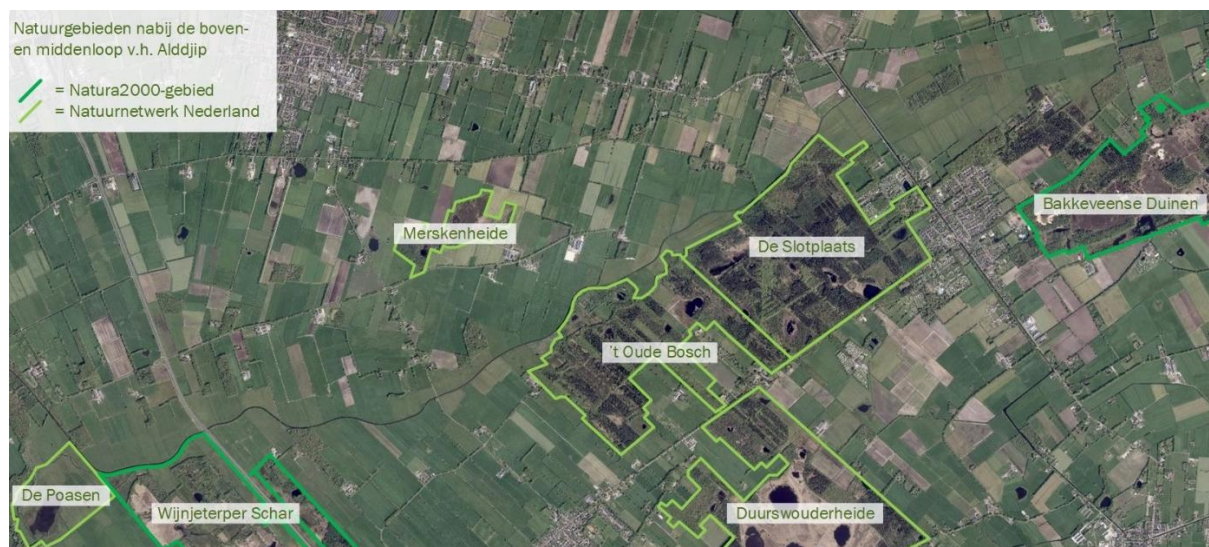 Natuurgebieden nabij de boven-
en middenloop v.h. Alddjip
= Natura2000-gebied
= Natuurnetwerk Nederland
Bakkeveense Duinen
Merskenheide
De Slotplaats
't Oude Bosch
De Poasen
Wijnjeterper Schar
Duurswouderheide